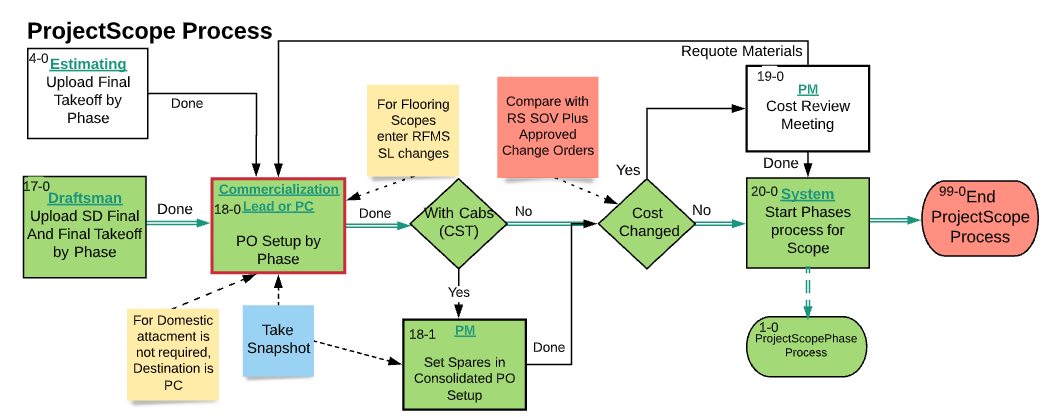 ProjectScope Process
4-0
Estimating
Upload Final
Takeoff by
Phase
Done
Requote Materials
For Flooring
Scopes
enter RFMS
SL changes
Compare with
RS SOV Plus
Approved
Change Orders
19-0
PM
Cost Review
Meeting
Yes
Done
17-0
Draftsman
Upload SD Final
And Final Takeoff
by Phase
Done
Commercialization
18-0 Lead or PC
PO Setup by
Phase
Done
With Cabs
(CST)
No
Cost
Changed
No
20-0 System
Start Phases
process for
Scope
99-0 End
ProjectScope
Process
Yes
For Domestic
attacment is
not required,
Destination is
PC
Take
Snapshot
18-1 PM
Set Spares in
Consolidated PO
Setup
Done
1-0
ProjectScopePhase
Process